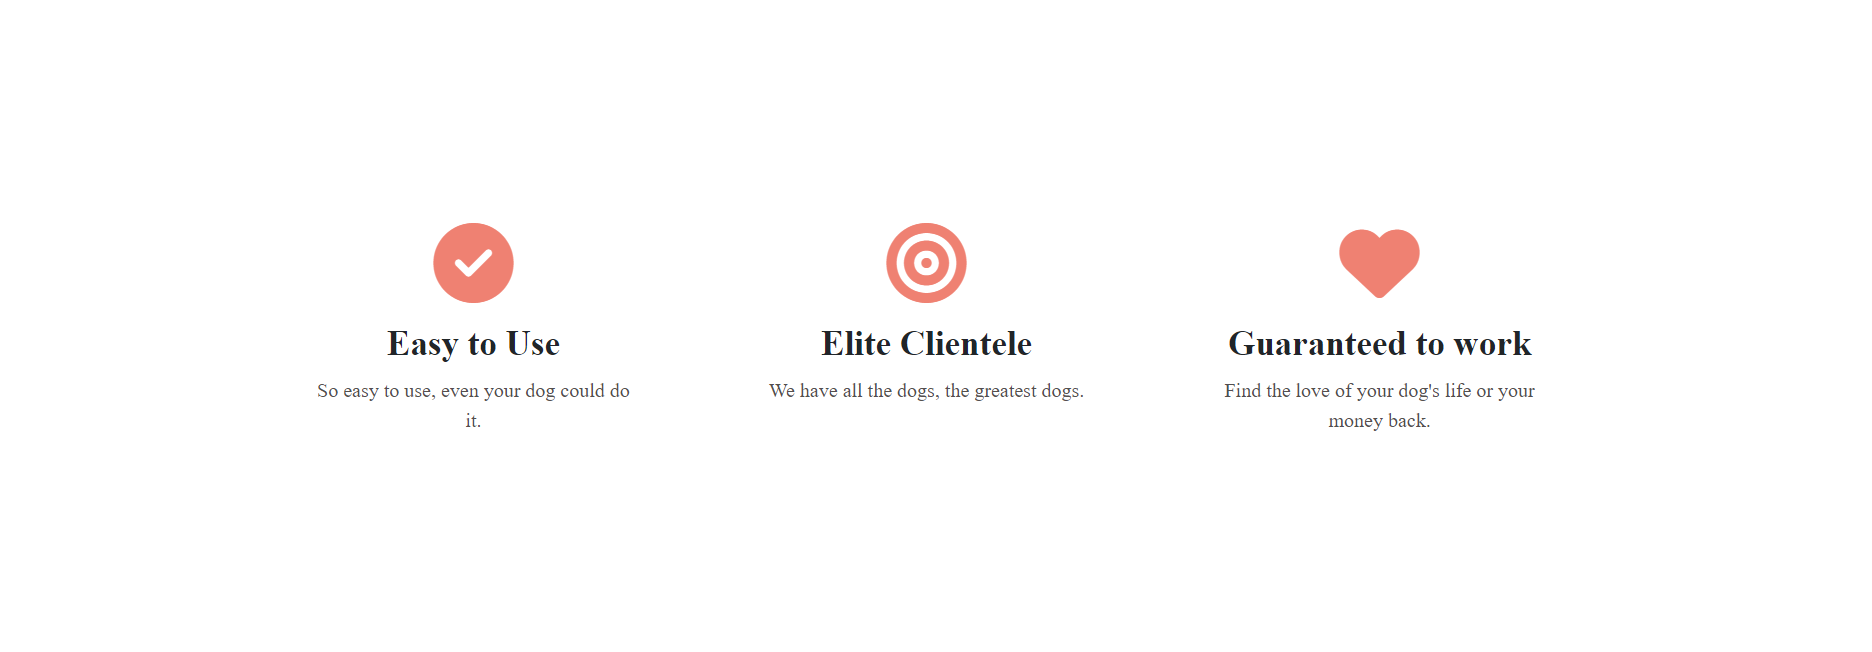 Easy to Use
So easy to use, even your dog could do
it.
Elite Clientele
We have all the dogs, the greatest dogs.
Guaranteed to work
Find the love of your dog's life or your
money back.